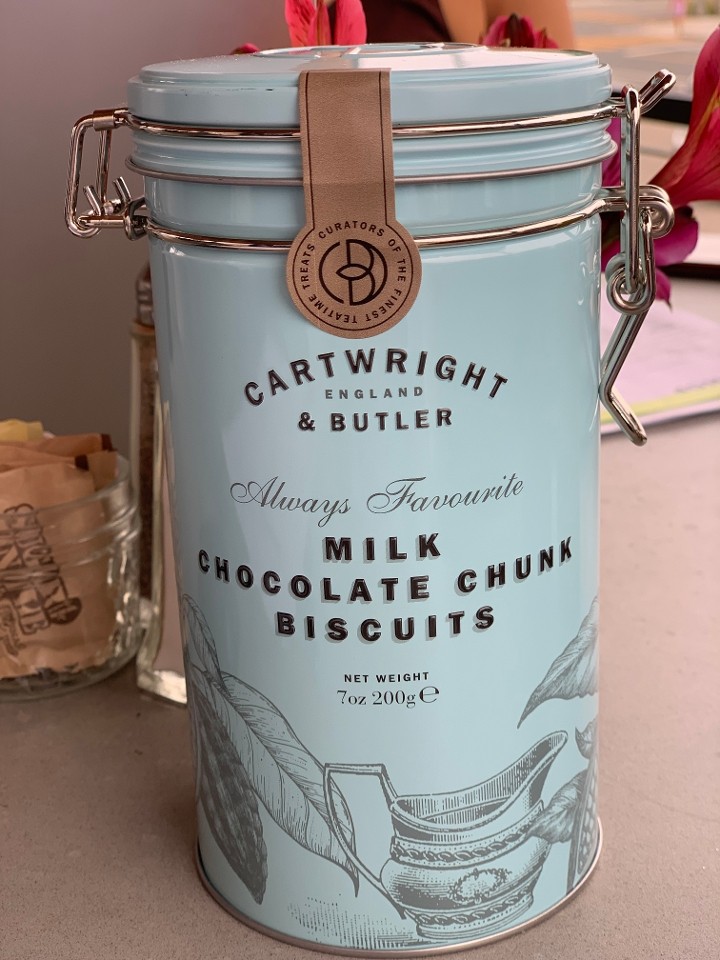 CURATORS OF THE FINEST TEATIME TREATS
CARTWRIGHT
ENGLAND
& BUTLER
Always Favourite
MILK
CHOCOLATE CHUNK
BISCUITS
NET WEIGHT
7oz 200g℮